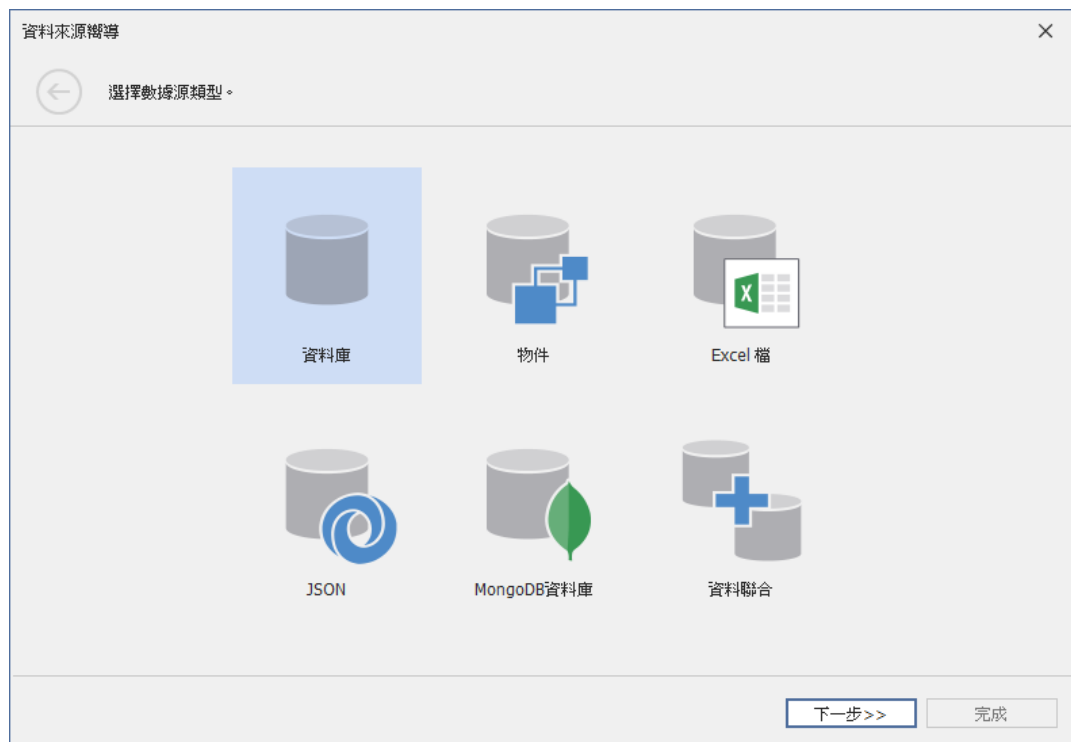 資料來源嚮導
選擇數據源類型。
資料庫
物件
Excel 檔
JSON
MongoDB資料庫
資料聯合
下一步>>
完成